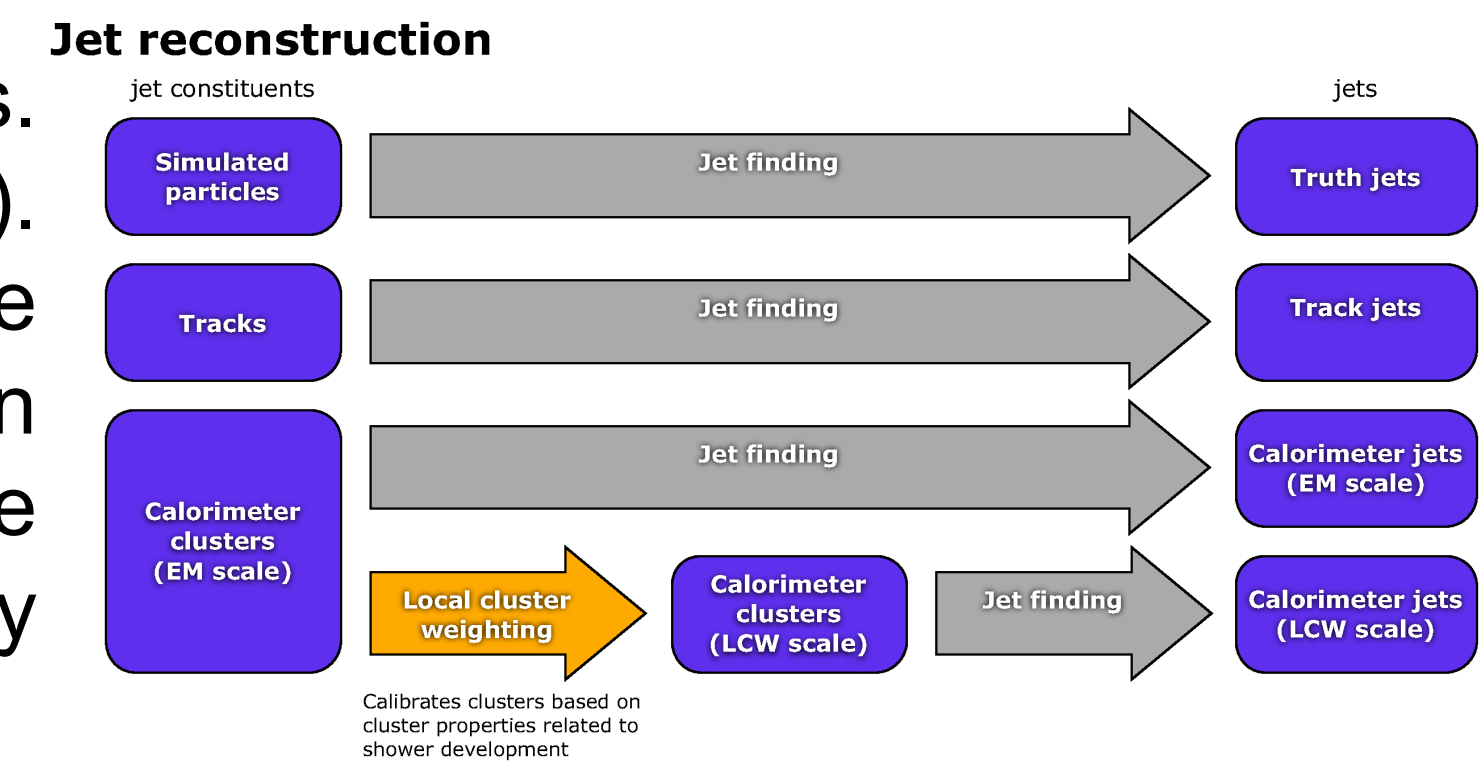 Jet reconstruction
jet constituents
jets
s.
Simulated
particles
Jet finding
Truth jets
).
Tracks
Jet finding
Track jets
e
n
Calorimeter
clusters
(EM scale)
Jet finding
Calorimeter jets
(EM scale)
e
y
Local cluster
weighting
Calorimeter
clusters
(LCW scale)
Jet finding
Calorimeter jets
(LCW scale)
Calibrates clusters based on
cluster properties related to
shower development